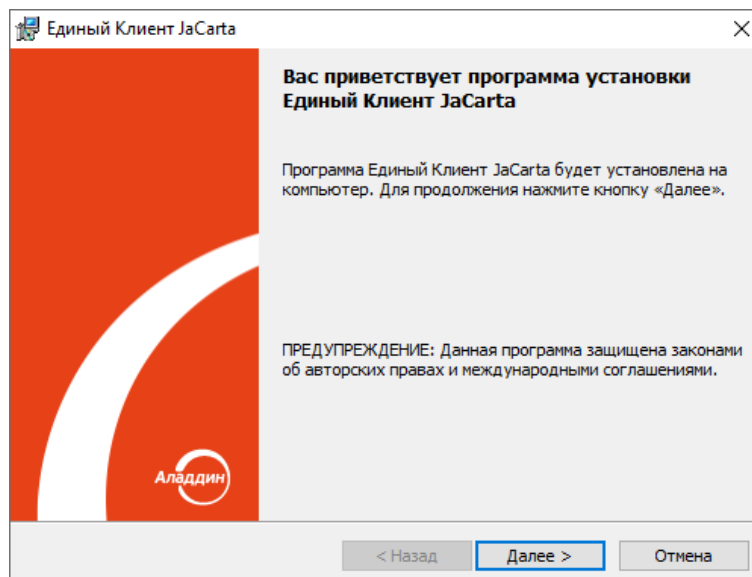 Единый Клиент JaCarta
Вас приветствует программа установки
Единый Клиент JaCarta
Программа Единый Клиент JaCarta будет установлена на
компьютер. Для продолжения нажмите кнопку «Далее».
ПРЕДУПРЕЖДЕНИЕ: Данная программа защищена законами
об авторских правах и международными соглашениями.
Аладдин
< Назад
Далее >
Отмена